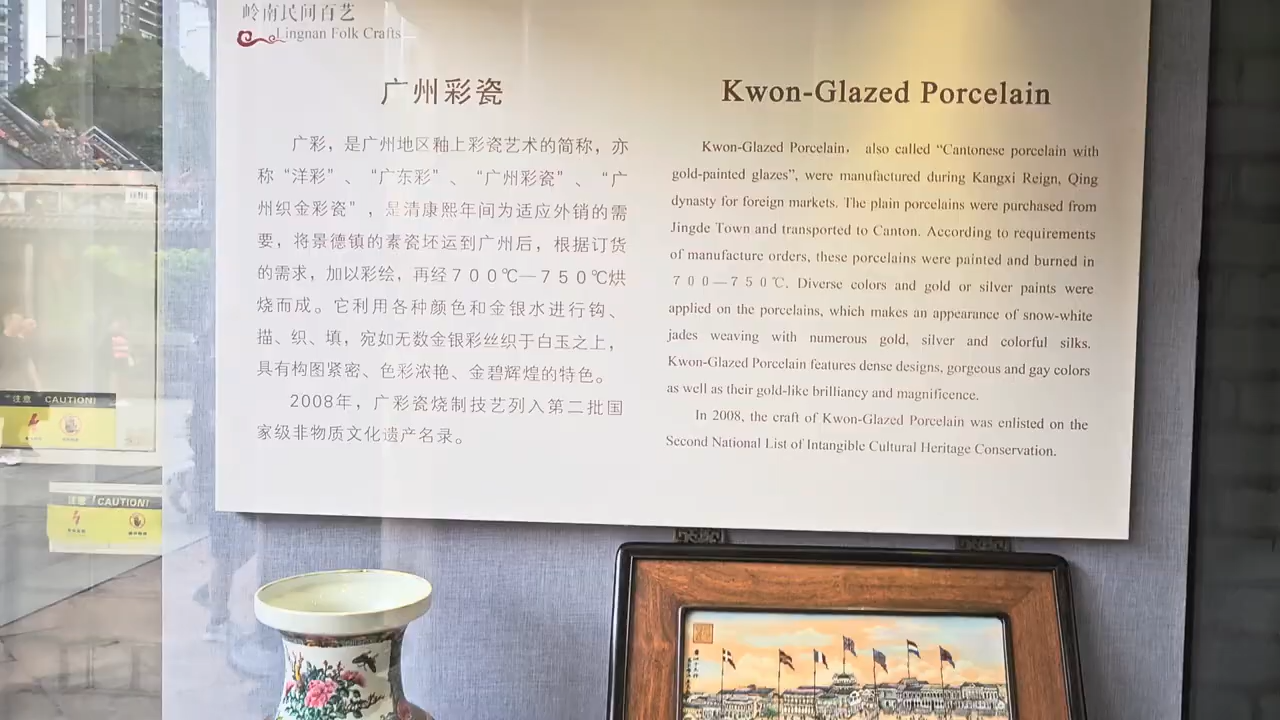 岭南民间百艺
Lingnan Folk Crafts
广州彩瓷
广彩，是广州地区釉上彩瓷艺术的简称，亦
称“洋彩”、“广东彩”、“广州彩瓷”、“广
州织金彩瓷”，是清康熙年间为适应外销的需
要，将景德镇的素瓷坯运到广州后，根据订货
的需求，加以彩绘，再经７００℃—７５０℃烘
烧而成。它利用各种颜色和金银水进行钩、
描、织、填，宛如无数金银彩丝织于白玉之上，
具有构图紧密、色彩浓艳、金碧辉煌的特色。
2008年，广彩瓷烧制技艺列入第二批国
家级非物质文化遗产名录。
Kwon-Glazed Porcelain
Kwon-Glazed Porcelain， also called “Cantonese porcelain with
gold-painted glazes”, were manufactured during Kangxi Reign, Qing
dynasty for foreign markets. The plain porcelains were purchased from
Jingde Town and transported to Canton. According to requirements
of manufacture orders, these porcelains were painted and burned in
７００—７５０℃. Diverse colors and gold or silver paints were
applied on the porcelains, which makes an appearance of snow-white
jades weaving with numerous gold, silver and colorful silks.
Kwon-Glazed Porcelain features dense designs, gorgeous and gay colors
as well as their gold-like brilliancy and magnificence.
In 2008, the craft of Kwon-Glazed Porcelain was enlisted on the
Second National List of Intangible Cultural Heritage Conservation.
注意 CAUTION!
注意 CAUTION!